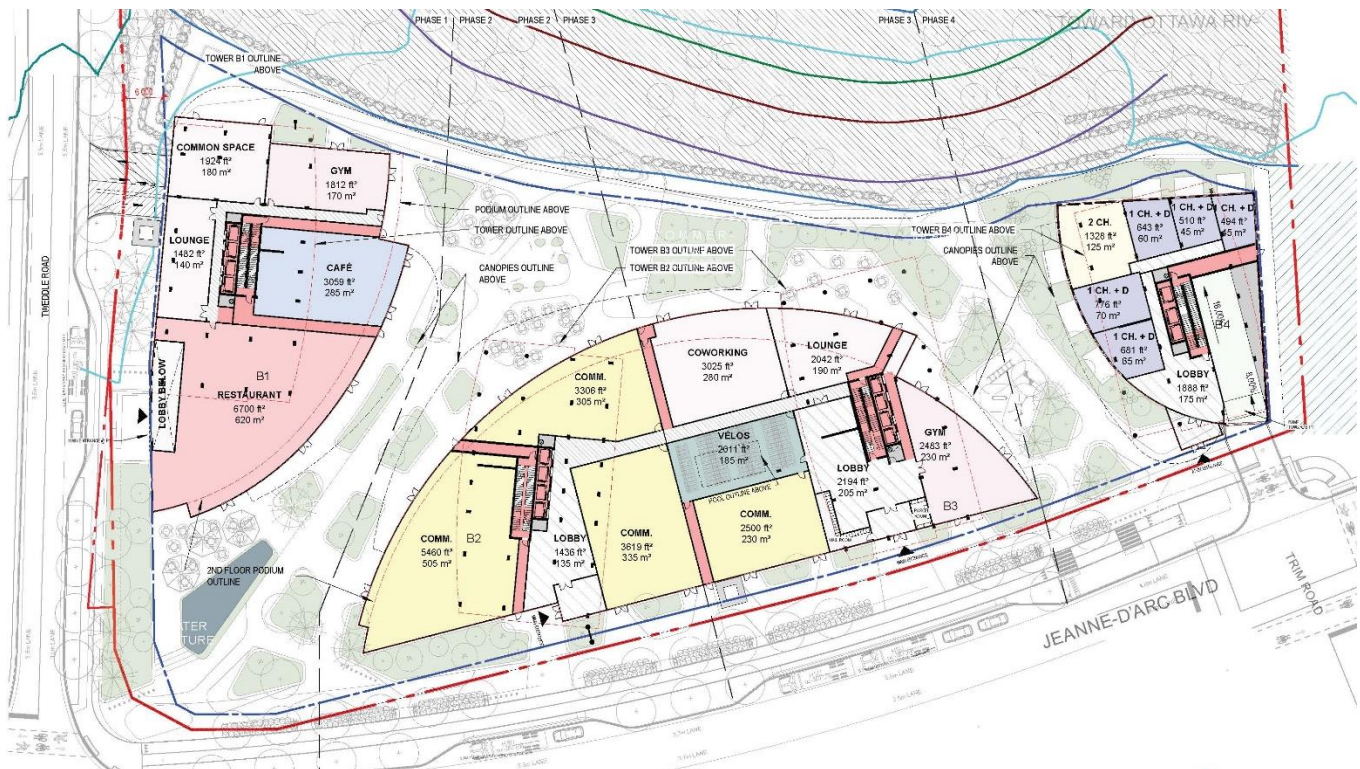 PHASE 1
PHASE 2
PHASE 2
PHASE 3
PHASE 3
PHASE 4
TOWARD OTTAWA RIV-
TOWER B1 OUTLINE
ABOVE
COMMON SPACE
1924 ft²
180 m²
GYM
1812 ft²
170 m²
PODIUM OUTLINE ABOVE
TOWER OUTLINE ABOVE
LOUNGE
1482 ft²
140 m²
CAFÉ
3059 ft²
285 m²
CANOPIES OUTLINE
ABOVE
TOWER B3 OUTLINE ABOVE
TOWER B2 OUTLINE ABOVE
TOWER B4 OUTLINE ABOVE
CANOPIES OUTLINE
ABOVE
2 CH.
1328 ft²
125 m²
1 CH. + D
643 ft²
60 m²
1 CH. + D
510 ft²
45 m²
1 CH. + D
494 ft²
45 m²
1 CH. + D
776 ft²
70 m²
1 CH. + D
681 ft²
65 m²
B4
LOBBY
1888 ft²
175 m²
TWEDDLE ROAD
LOBBY BELOW
B1
RESTAURANT
6700 ft²
620 m²
COMM.
3306 ft²
305 m²
COWORKING
3025 ft²
280 m²
LOUNGE
2042 ft²
190 m²
VÉLOS
2011 ft²
185 m²
POOL OUTLINE ABOVE
GYM
2483 ft²
230 m²
LOBBY
2194 ft²
205 m²
B3
COMM.
2500 ft²
230 m²
COMM.
5460 ft²
505 m²
B2
LOBBY
1436 ft²
135 m²
COMM.
3619 ft²
335 m²
2ND FLOOR PODIUM
OUTLINE
JEANNE-D'ARC BLVD
TRIM ROAD